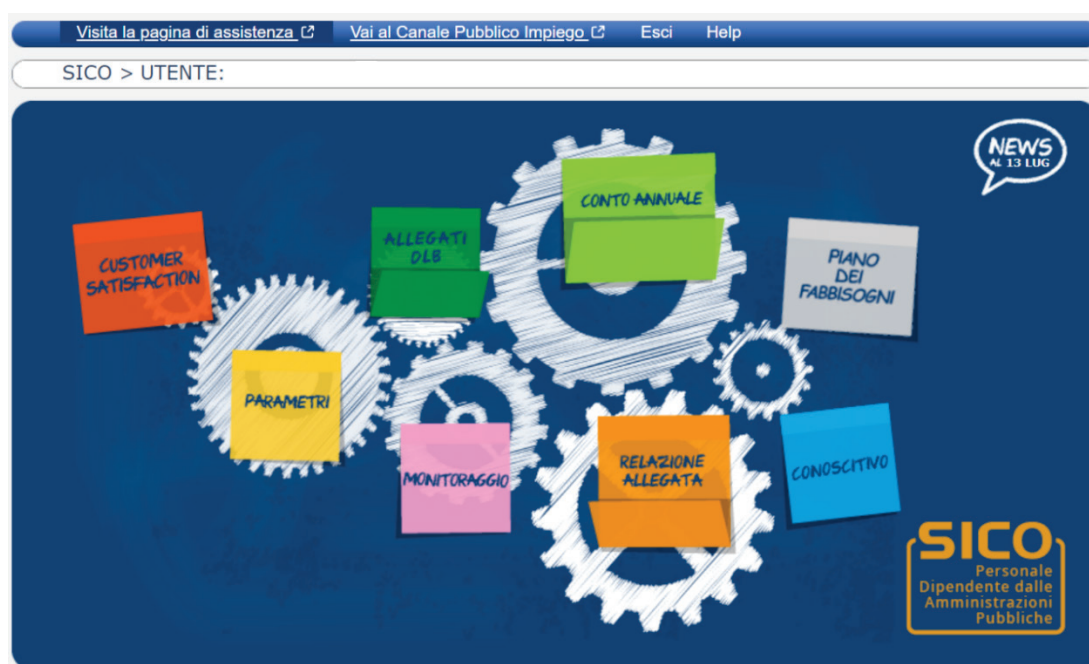 Visita la pagina di assistenza Vai al Canale Pubblico Impiego Esci Help
SICO > UTENTE:
NEWS
AL 13 LUG
CONTO ANNUALE
ALLEGATI
DLB
CUSTOMER
SATISFACTION
PIANO
DEI
FABBISOGNI
PARAMETRI
MONITORAGGIO
RELAZIONE
ALLEGATA
CONOSCITIVO
SICO
Personale
Dipendente dalle
Amministrazioni
Pubbliche